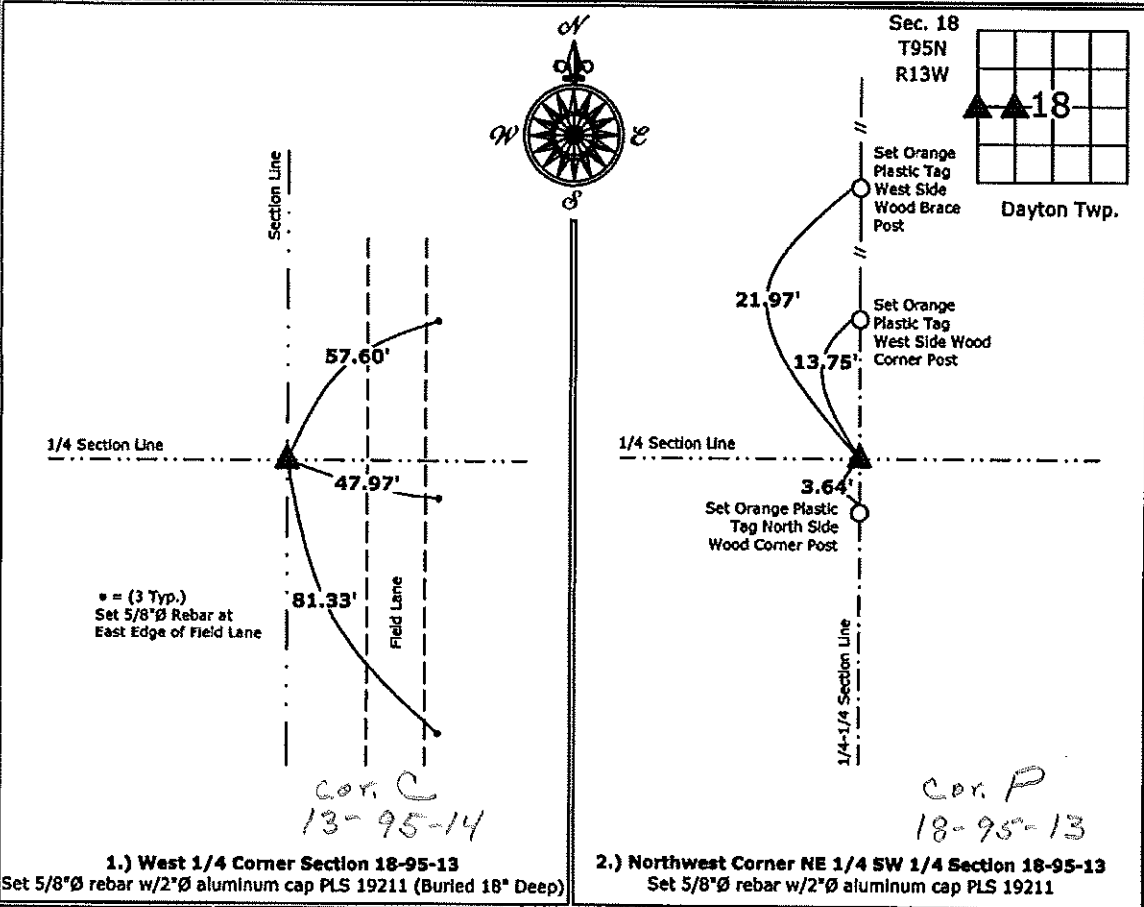 N
W
E
S
Sec. 18
T95N
R13W
18
Dayton Twp.
Section Line
57.60'
1/4 Section Line
47.97'
81.33'
• = (3 Typ.)
Set 5/8"Ø Rebar at
East Edge of Field Lane
Field Lane
cor. C
13-95-14
1.) West 1/4 Corner Section 18-95-13
Set 5/8"Ø rebar w/2"Ø aluminum cap PLS 19211 (Buried 18" Deep)
Set Orange
Plastic Tag
West Side
Wood Brace
Post
21.97'
Set Orange
Plastic Tag
West Side Wood
Corner Post
13.75'
1/4 Section Line
3.64'
Set Orange Plastic
Tag North Side
Wood Corner Post
1/4-1/4 Section Line
Cor. P
18-95-13
2.) Northwest Corner NE 1/4 SW 1/4 Section 18-95-13
Set 5/8"Ø rebar w/2"Ø aluminum cap PLS 19211